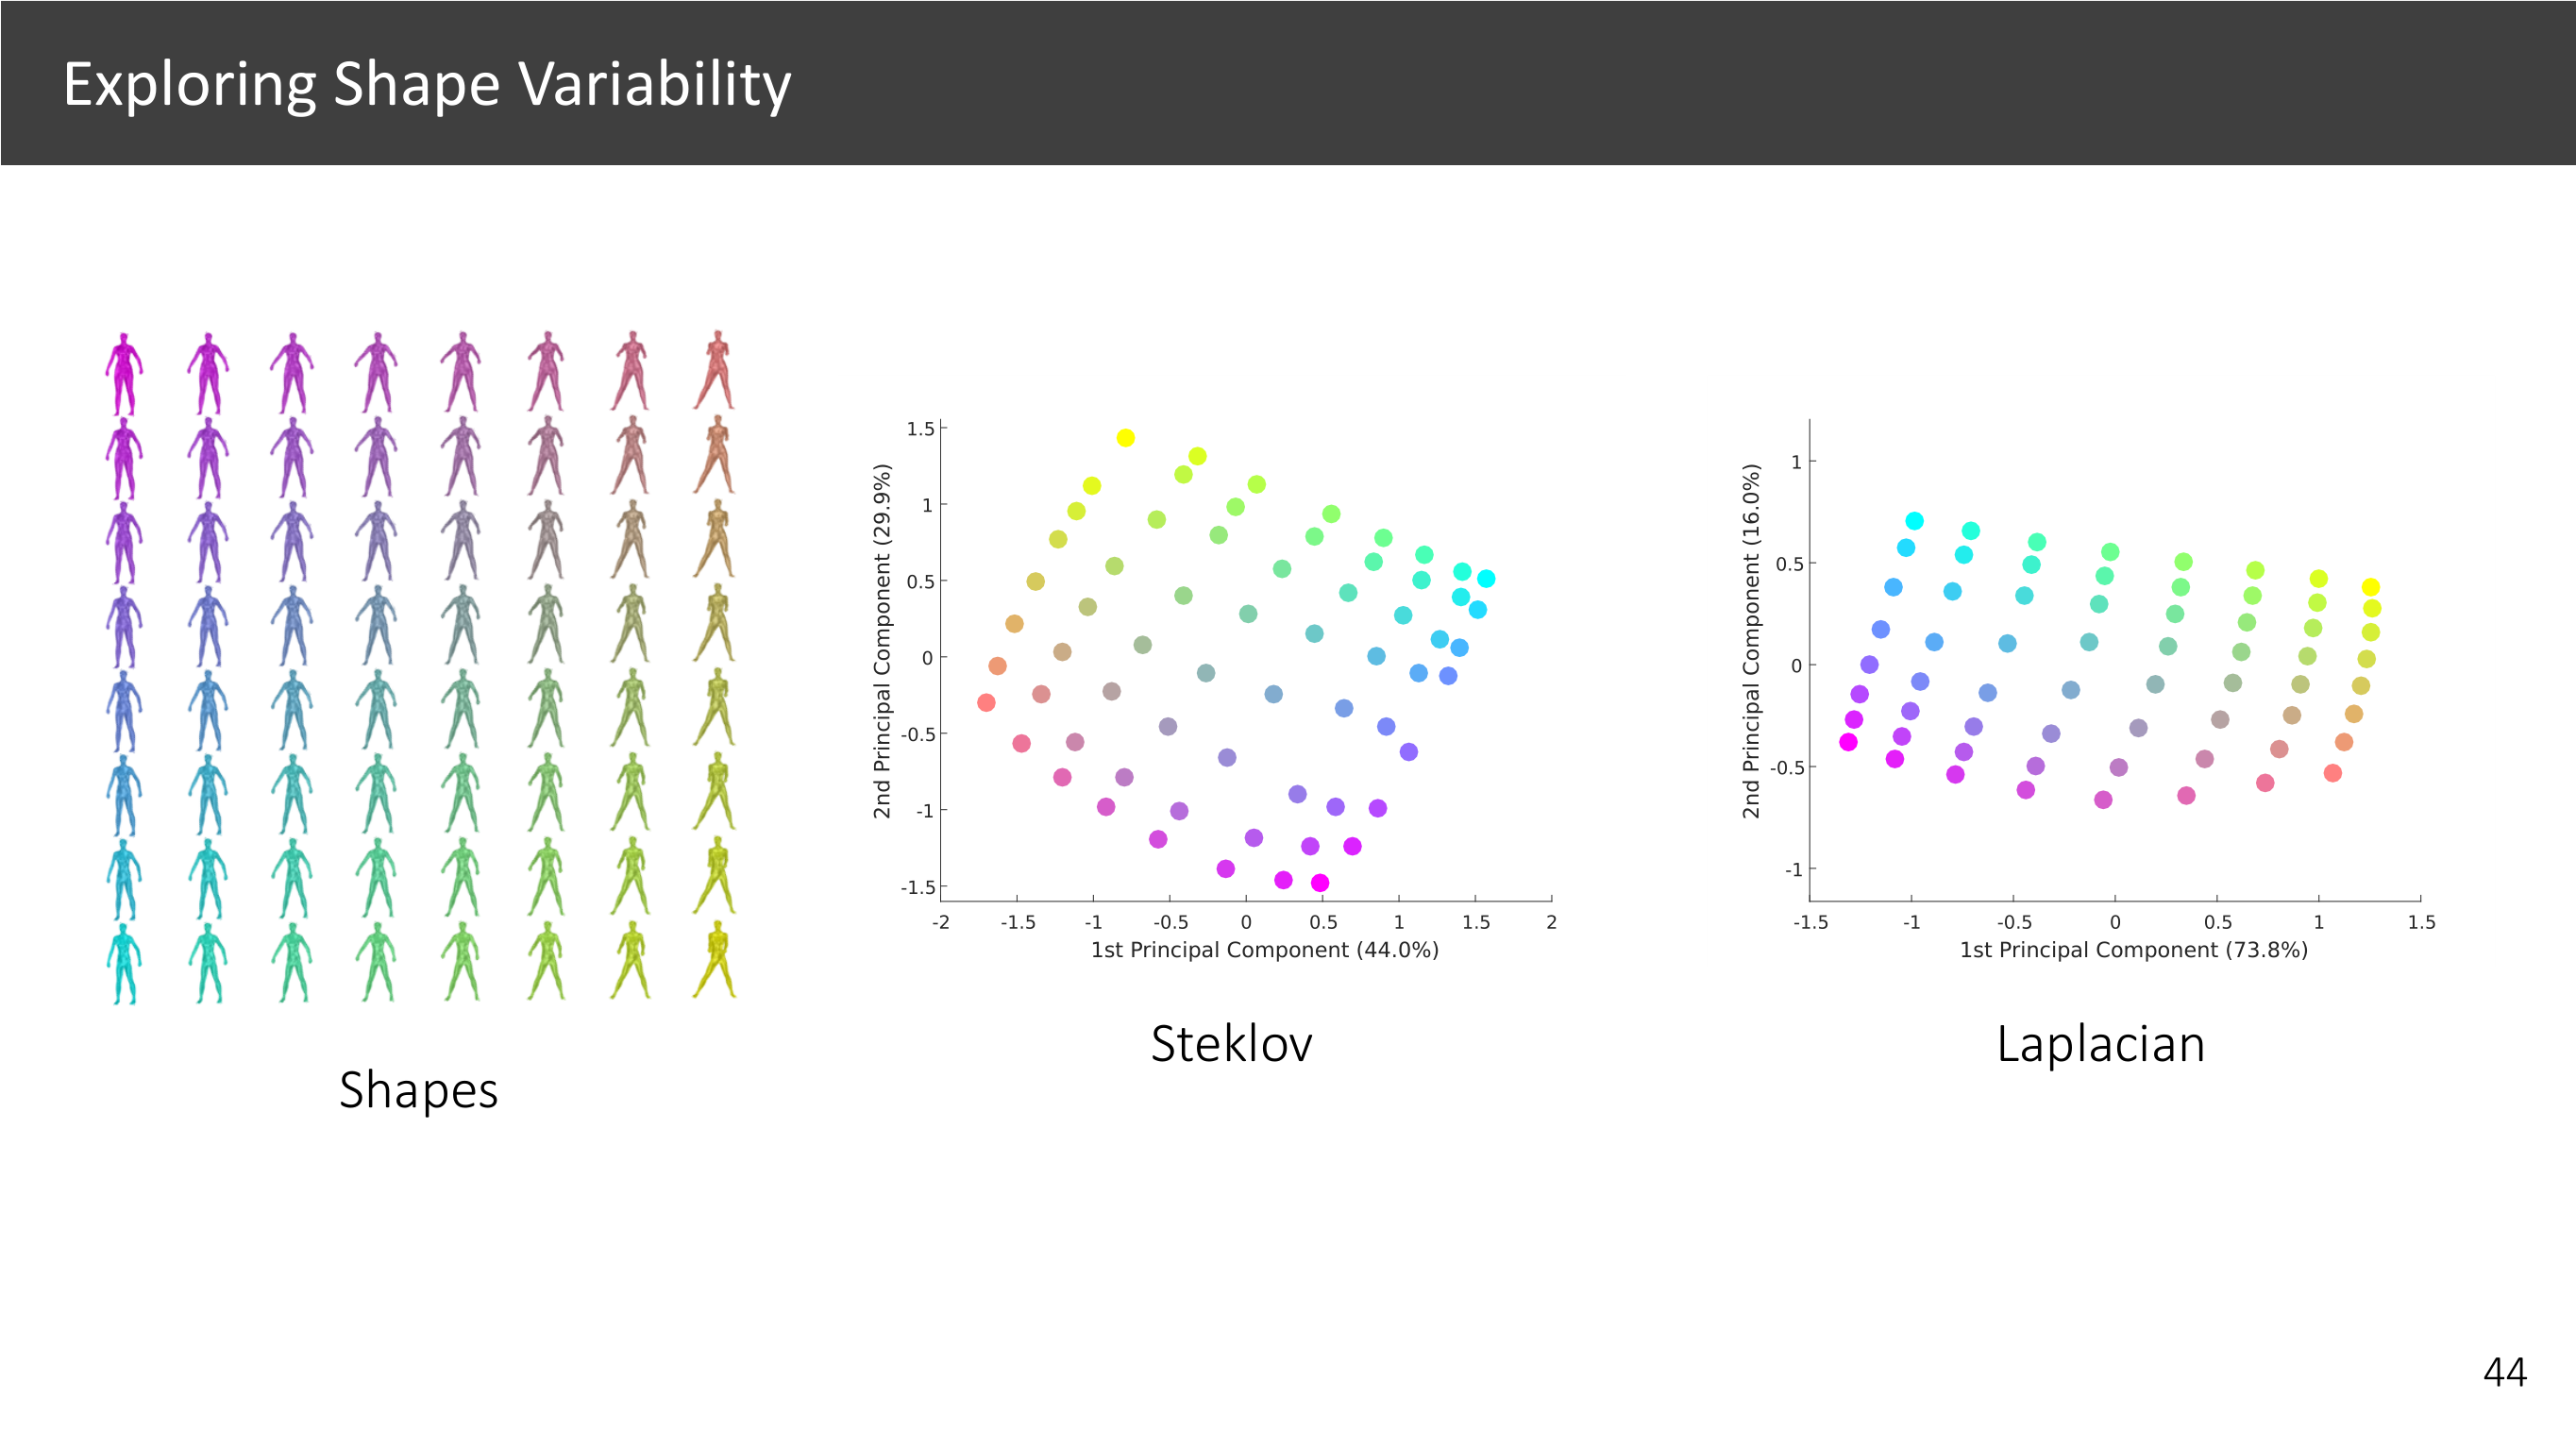 Exploring Shape Variability
Shapes
2nd Principal Component (29.9%)
1.5
1
0.5
0
-0.5
-1
-1.5
-2 -1.5 -1 -0.5 0 0.5 1 1.5 2
1st Principal Component (44.0%)
Steklov
2nd Principal Component (16.0%)
1
0.5
0
-0.5
-1
-1.5 -1 -0.5 0 0.5 1 1.5
1st Principal Component (73.8%)
Laplacian
44